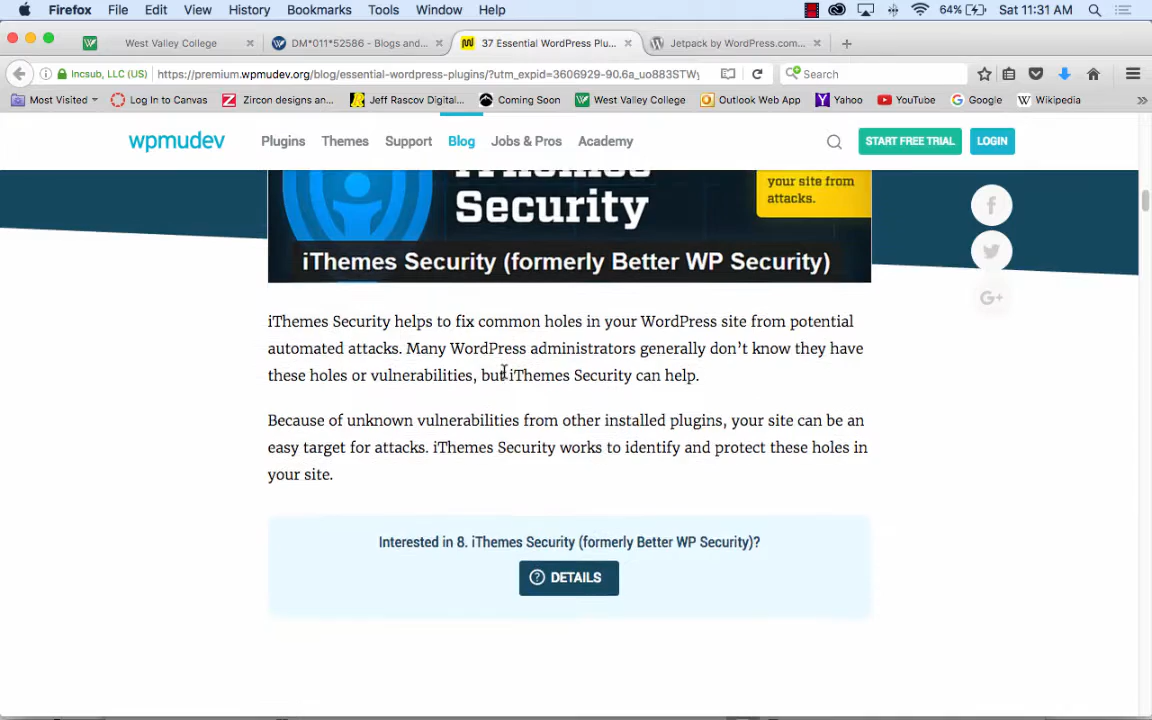 Firefox File Edit View History Bookmarks Tools Window Help 64% Sat 11:31 AM
West Valley College DM*011*52586 - Blogs and... 37 Essential WordPress Plu... Jetpack by WordPress.com...
Incsub, LLC (US) https://premium.wpmudev.org/blog/essential-wordpress-plugins/?utm_expid=3606929-90.6a_uo883STW Search
Most Visited Log In to Canvas Zircon designs an... Jeff Rascov Digital... Coming Soon West Valley College Outlook Web App Yahoo YouTube Google Wikipedia
wpmudev Plugins Themes Support Blog Jobs & Pros Academy START FREE TRIAL LOGIN
iThemes
Security
your site from
attacks.
iThemes Security (formerly Better WP Security)
iThemes Security helps to fix common holes in your WordPress site from potential
automated attacks. Many WordPress administrators generally don't know they have
these holes or vulnerabilities, but iThemes Security can help.
Because of unknown vulnerabilities from other installed plugins, your site can be an
easy target for attacks. iThemes Security works to identify and protect these holes in
your site.
Interested in 8. iThemes Security (formerly Better WP Security)?
DETAILS